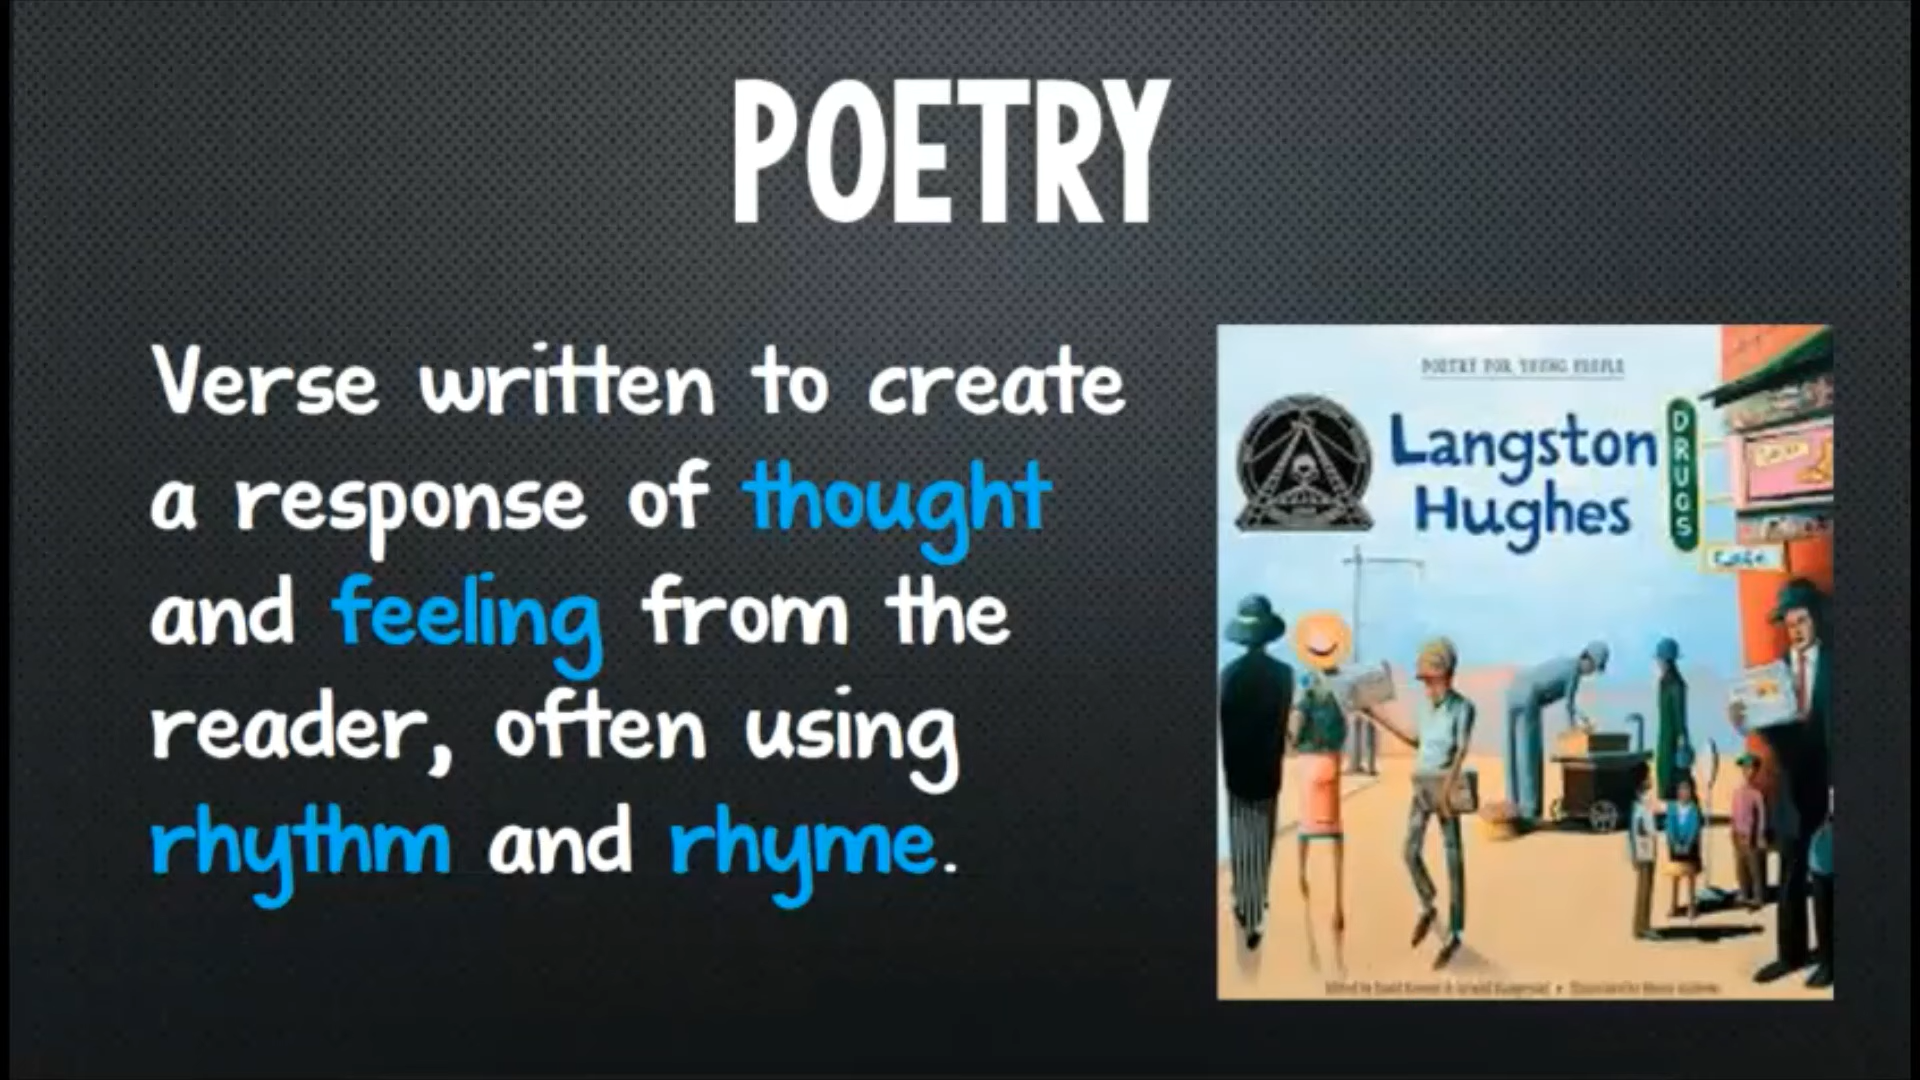 POETRY
Verse written to create
a response of thought
and feeling from the
reader, often using
rhythm and rhyme.
POETRY FOR YOUNG PEOPLE
Langston
Hughes
DRUGS
Cafe